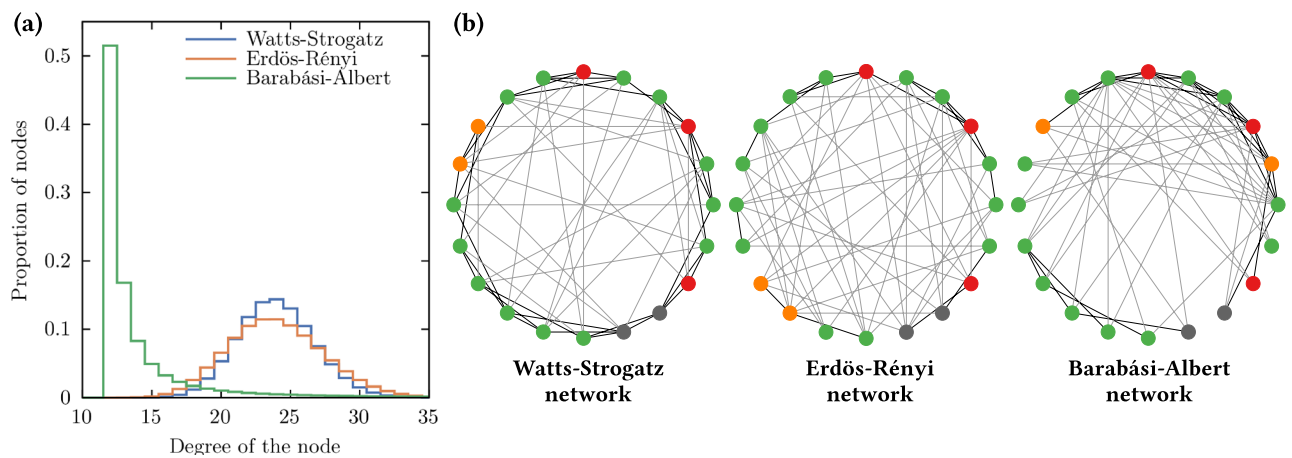 (a)
0.5
0.4
0.3
0.2
0.1
0
10 15 20 25 30 35
Proportion of nodes
Degree of the node
Watts-Strogatz
Erdös-Rényi
Barabási-Albert
(b)
Watts-Strogatz
network
Erdös-Rényi
network
Barabási-Albert
network